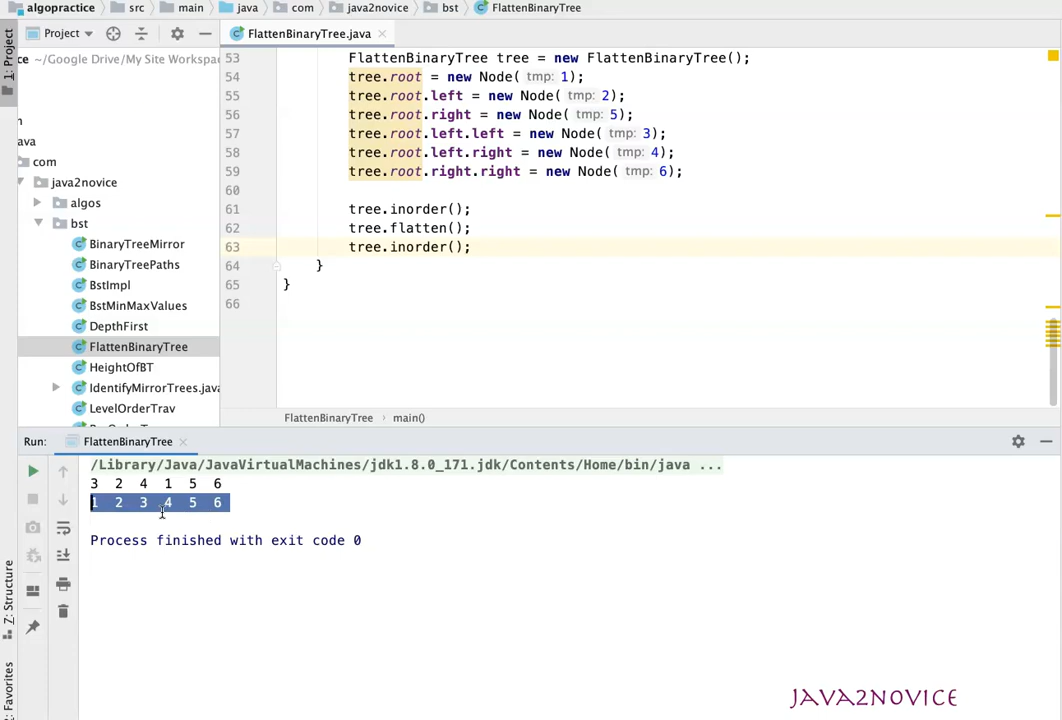 algopractice src main java com java2novice bst FlattenBinaryTree
1: Project
Project
FlattenBinaryTree.java
ce ~/Google Drive/My Site Workspa
ava
com
java2novice
algos
bst
BinaryTreeMirror
BinaryTreePaths
BstImpl
BstMinMaxValues
DepthFirst
FlattenBinaryTree
HeightOfBT
IdentifyMirrorTrees.java
LevelOrderTrav
53 FlattenBinaryTree tree = new FlattenBinaryTree();
54 tree.root = new Node( tmp: 1);
55 tree.root.left = new Node( tmp: 2);
56 tree.root.right = new Node( tmp: 5);
57 tree.root.left.left = new Node( tmp: 3);
58 tree.root.left.right = new Node( tmp: 4);
59 tree.root.right.right = new Node( tmp: 6);
60
61 tree.inorder();
62 tree.flatten();
63 tree.inorder();
64 }
65 }
66
FlattenBinaryTree main()
Run: FlattenBinaryTree
/Library/Java/JavaVirtualMachines/jdk1.8.0_171.jdk/Contents/Home/bin/java ...
3 2 4 1 5 6
1 2 3 4 5 6
Process finished with exit code 0
Z: Structure
Favorites
JAVA2NOVICE